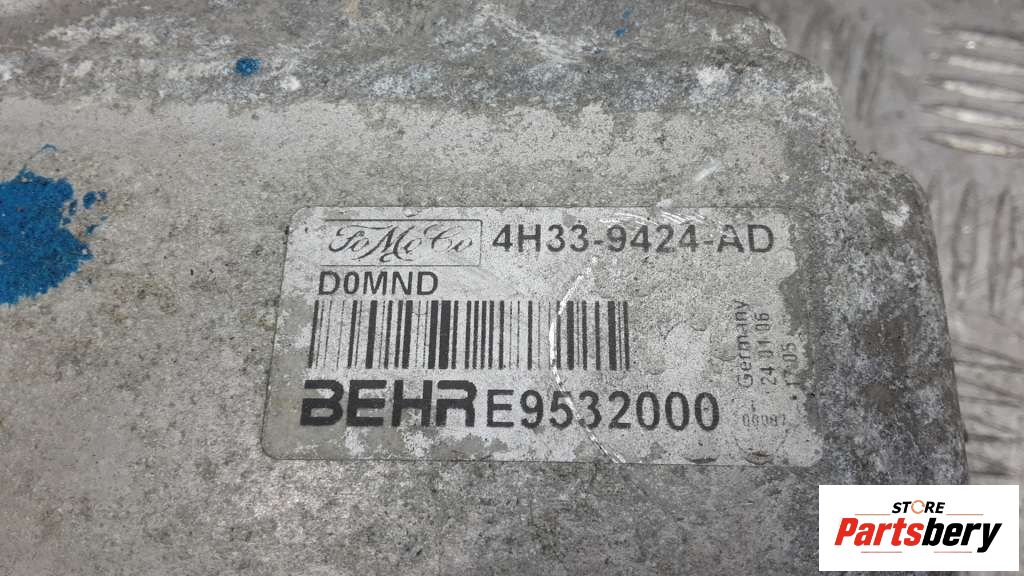 FoMoCo 4H33-9424-AD
D0MND
BEHR E9532000
Germany
24 01 06
STORE
Partsbery